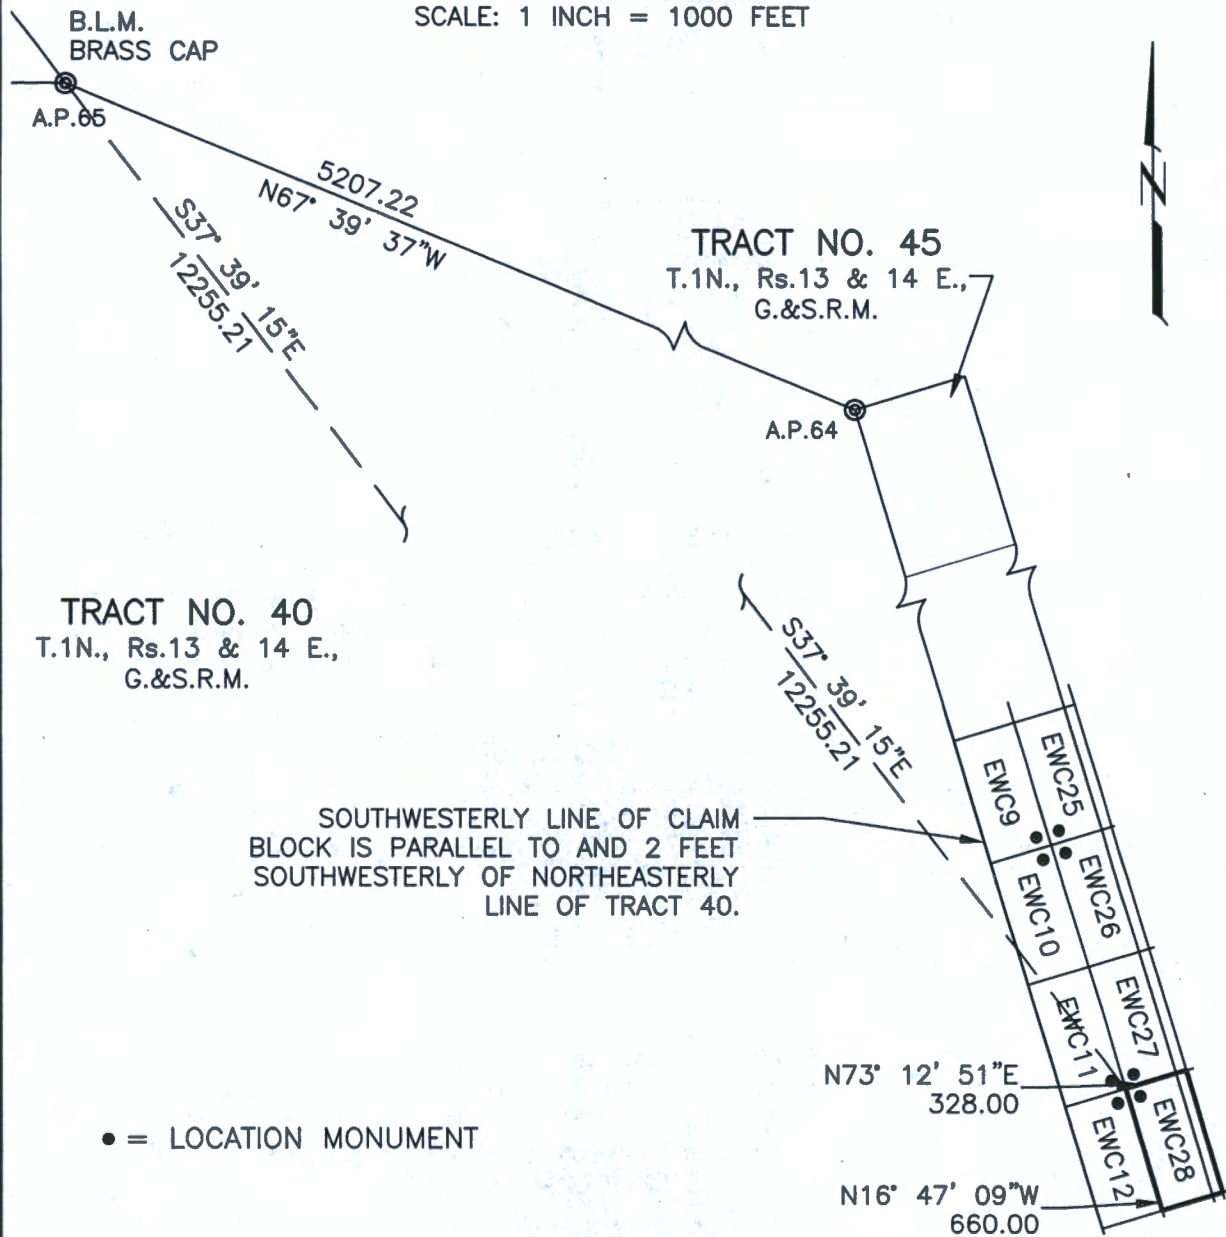 SCALE: 1 INCH = 1000 FEET
B.L.M.
BRASS CAP
A.P.65
5207.22
N67° 39' 37"W
S37° 39' 15"E
12255.21
N
TRACT NO. 45
T.1N., Rs.13 & 14 E.,
G.&S.R.M.
A.P.64
TRACT NO. 40
T.1N., Rs.13 & 14 E.,
G.&S.R.M.
S37° 39' 15"E
12255.21
EWC9
EWC25
SOUTHWESTERLY LINE OF CLAIM
BLOCK IS PARALLEL TO AND 2 FEET
SOUTHWESTERLY OF NORTHEASTERLY
LINE OF TRACT 40.
EWC10
EWC26
EWC11
EWC27
N73° 12' 51"E
328.00
● = LOCATION MONUMENT
EWC12
EWC28
N16° 47' 09"W
660.00